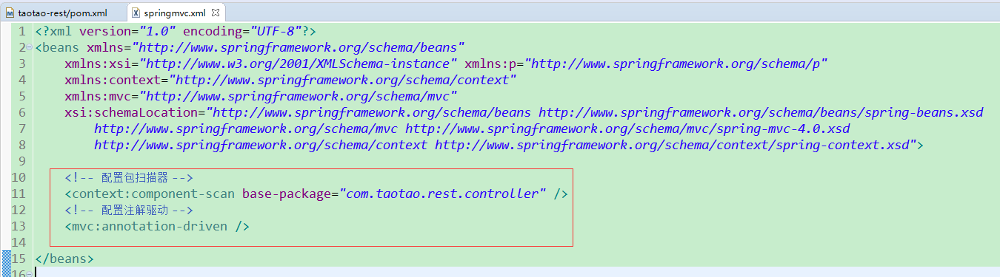 taotao-rest/pom.xml springmvc.xml
1 <?xml version="1.0" encoding="UTF-8"?>
2 <beans xmlns="http://www.springframework.org/schema/beans"
3 xmlns:xsi="http://www.w3.org/2001/XMLSchema-instance" xmlns:p="http://www.springframework.org/schema/p"
4 xmlns:context="http://www.springframework.org/schema/context"
5 xmlns:mvc="http://www.springframework.org/schema/mvc"
6 xsi:schemaLocation="http://www.springframework.org/schema/beans http://www.springframework.org/schema/beans/spring-beans.xsd
7 http://www.springframework.org/schema/mvc http://www.springframework.org/schema/mvc/spring-mvc-4.0.xsd
8 http://www.springframework.org/schema/context http://www.springframework.org/schema/context/spring-context.xsd">
9
10 <!-- 配置包扫描器 -->
11 <context:component-scan base-package="com.taotao.rest.controller" />
12 <!-- 配置注解驱动 -->
13 <mvc:annotation-driven />
14
15 </beans>
16